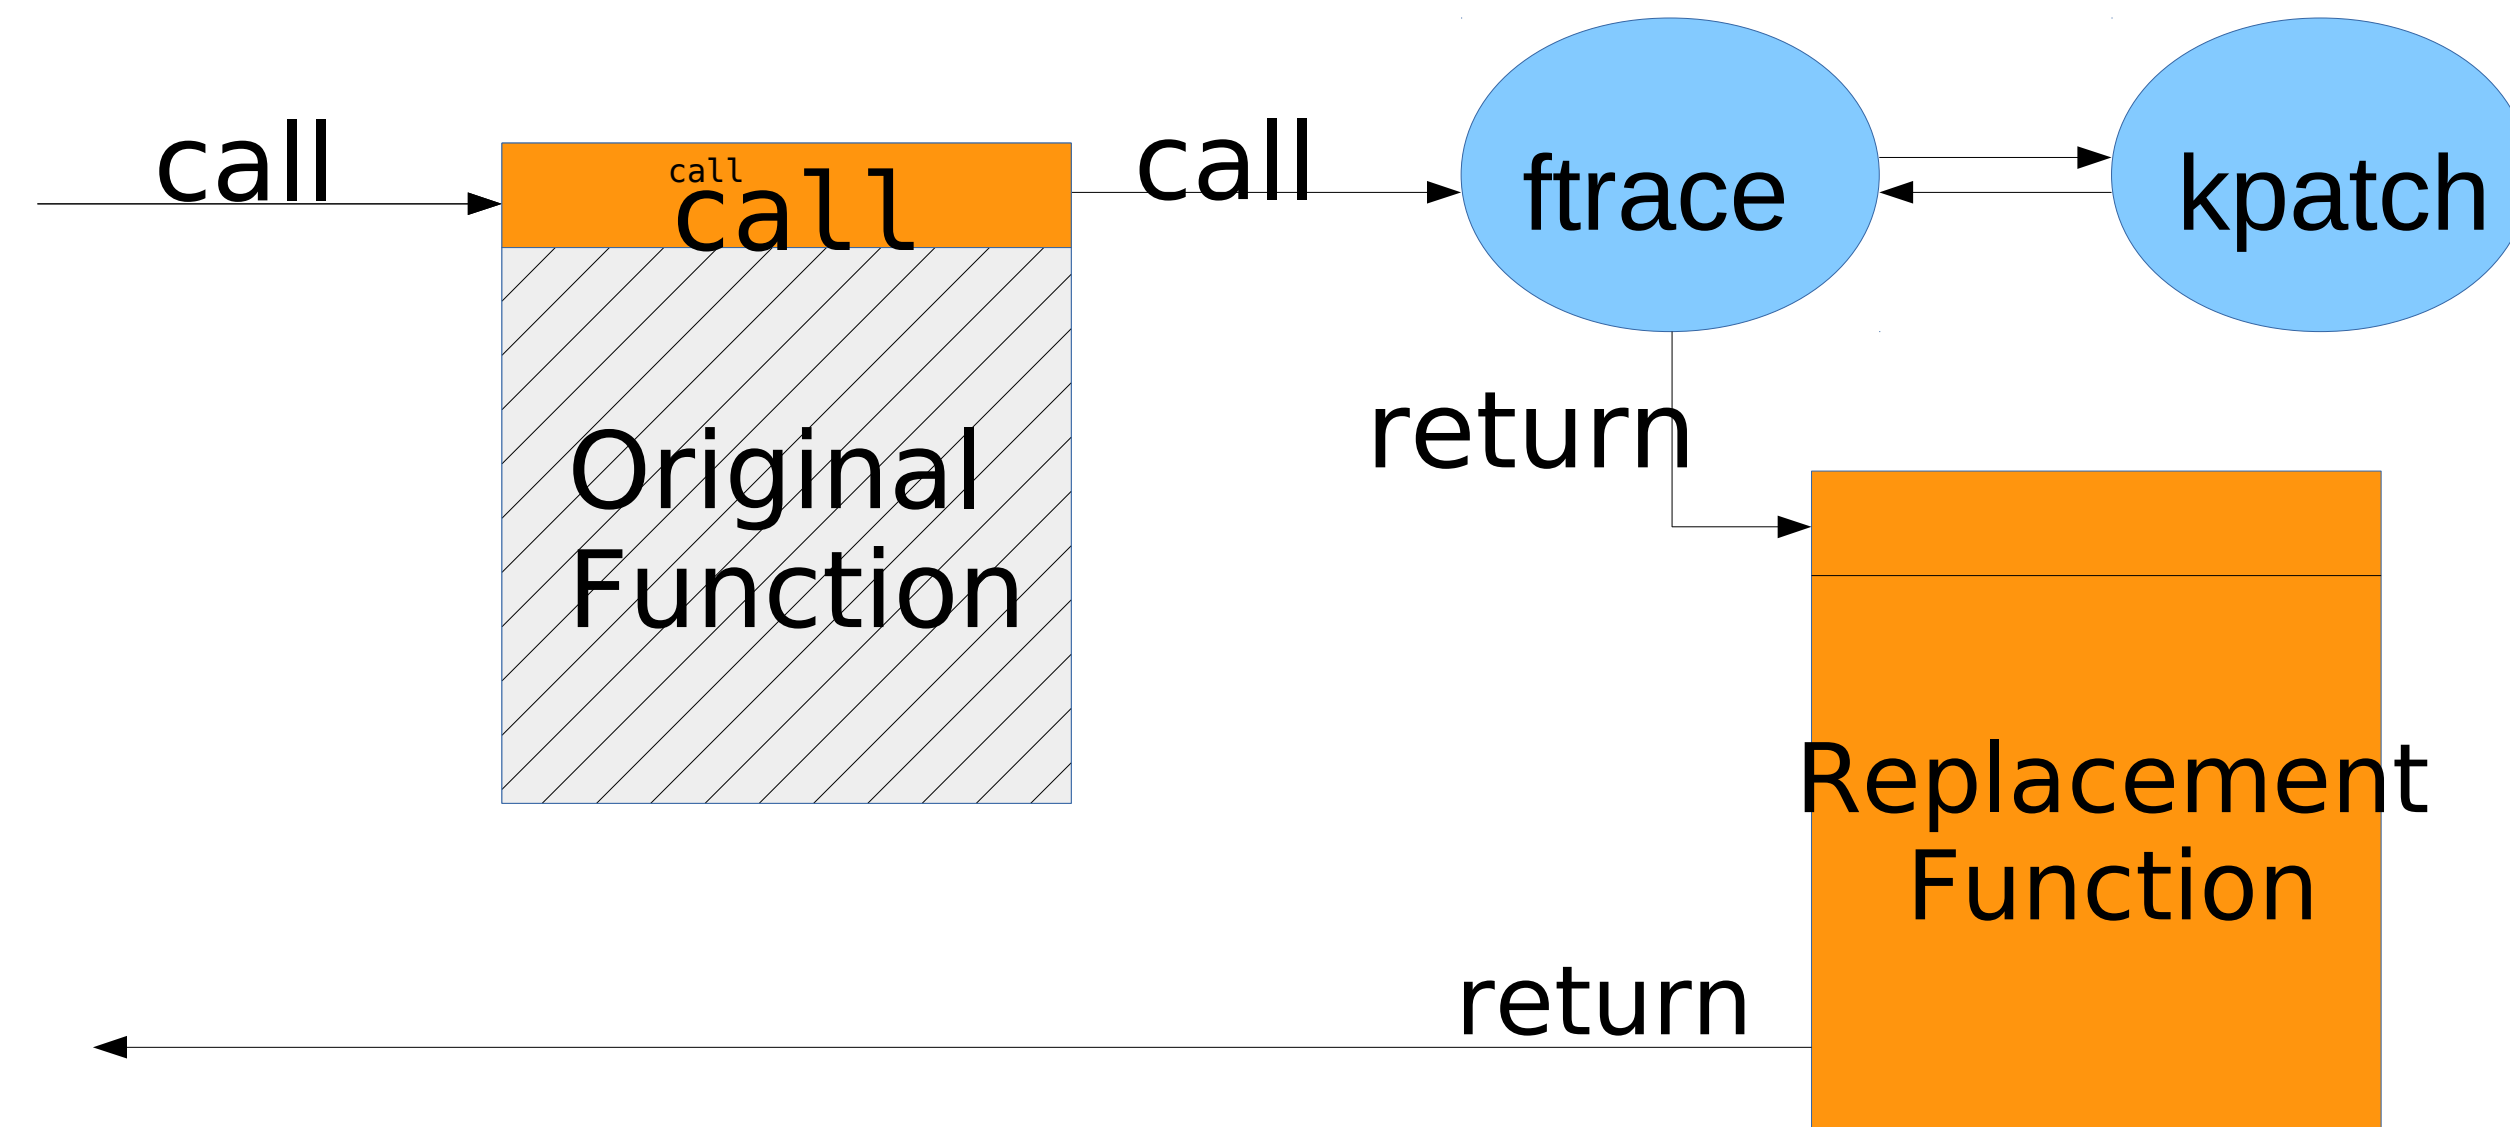 call
call
call
call
ftrace
kpatch
return
Original
Function
Replacement
Function
return